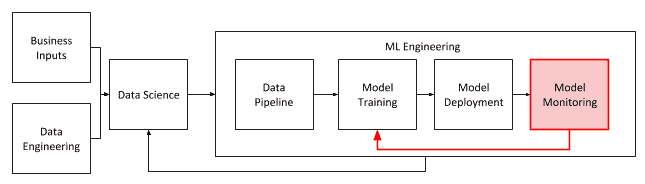 Business
Inputs
Data
Engineering
Data Science
ML Engineering
Data
Pipeline
Model
Training
Model
Deployment
Model
Monitoring